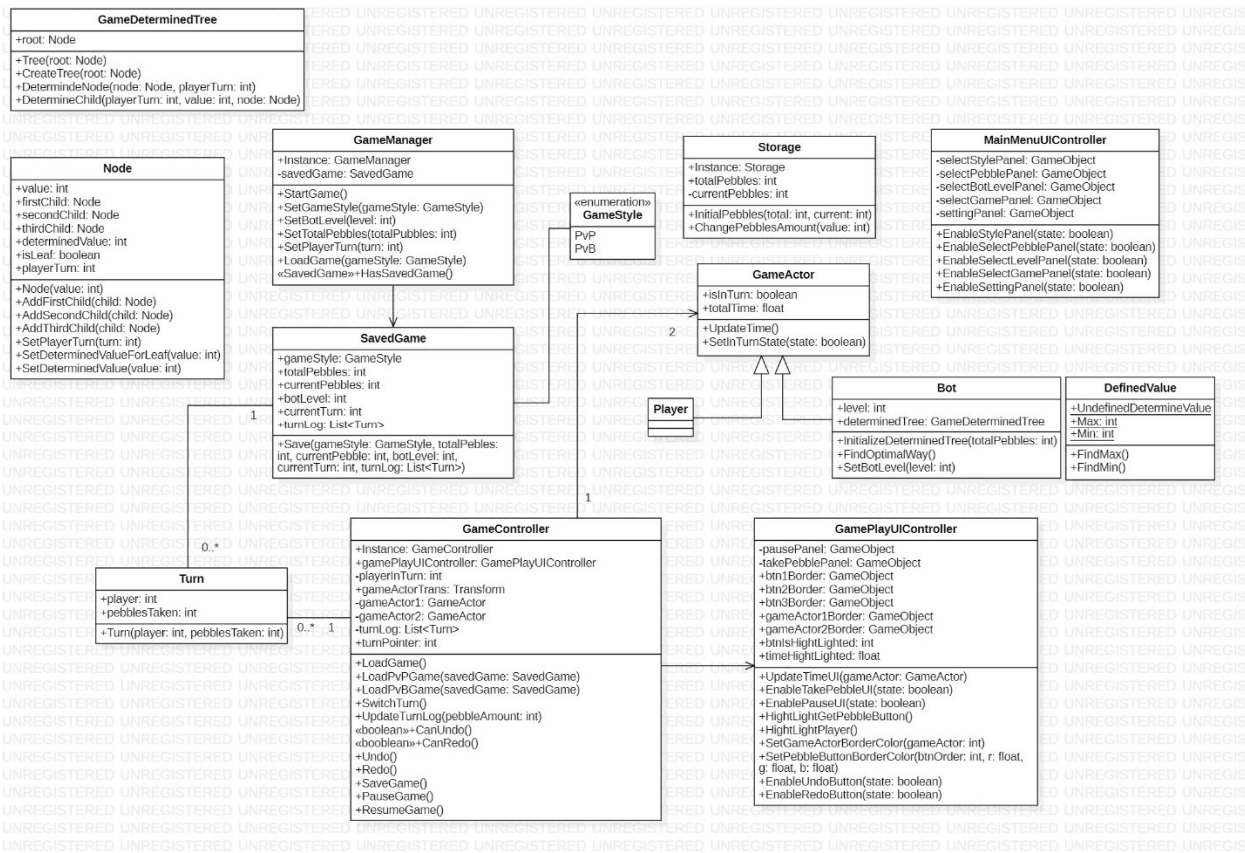 GameDeterminedTree
+root: Node
+Tree(root: Node)
+CreateTree(root: Node)
+DetermindeNode(node: Node, playerTurn: int)
+DetermineChild(playerTurn: int, value: int, node: Node)
Node
+value: int
+firstChild: Node
+secondChild: Node
+thirdChild: Node
+determinedValue: int
+isLeaf: boolean
+playerTurn: int
+Node(value: int)
+AddFirstChild(child: Node)
+AddSecondChild(child: Node)
+AddThirdChild(child: Node)
+SetPlayerTurn(turn: int)
+SetDeterminedValueForLeaf(value: int)
+SetDeterminedValue(value: int)
GameManager
+Instance: GameManager
-savedGame: SavedGame
+StartGame()
+SetGameStyle(gameStyle: GameStyle)
+SetBotLevel(level: int)
+SetTotalPebbles(totalPubbles: int)
+SetPlayerTurn(turn: int)
+LoadGame(gameStyle: GameStyle)
«SavedGame»+HasSavedGame()
«enumeration»
GameStyle
PvP
PvB
Storage
+Instance: Storage
+totalPebbles: int
-currentPebbles: int
+InitialPebbles(total: int, current: int)
+ChangePebblesAmount(value: int)
MainMenuUIController
-selectStylePanel: GameObject
-selectPebblePanel: GameObject
-selectBotLevelPanel: GameObject
-selectGamePanel: GameObject
-settingPanel: GameObject
+EnableStylePanel(state: boolean)
+EnableSelectPebblePanel(state: boolean)
+EnableSelectLevelPanel(state: boolean)
+EnableSelectGamePanel(state: boolean)
+EnableSettingPanel(state: boolean)
GameActor
+isInTurn: boolean
+totalTime: float
+UpdateTime()
+SetInTurnState(state: boolean)
2
SavedGame
+gameStyle: GameStyle
+totalPebbles: int
+currentPebbles: int
+botLevel: int
+currentTurn: int
+turnLog: List<Turn>
+Save(gameStyle: GameStyle, totalPebles:
int, currentPebble: int, botLevel: int,
currentTurn: int, turnLog: List<Turn>)
1
Player
Bot
+level: int
+determinedTree: GameDeterminedTree
+InitializeDeterminedTree(totalPebbles: int)
+FindOptimalWay()
+SetBotLevel(level: int)
DefinedValue
+UndefinedDetermineValue
+Max: int
+Min: int
+FindMax()
+FindMin()
1
0..*
Turn
+player: int
+pebblesTaken: int
+Turn(player: int, pebblesTaken: int)
0..* 1
GameController
+Instance: GameController
+gamePlayUIController: GamePlayUIController
-playerInTurn: int
+gameActorTrans: Transform
-gameActor1: GameActor
-gameActor2: GameActor
-turnLog: List<Turn>
+turnPointer: int
+LoadGame()
+LoadPvPGame(savedGame: SavedGame)
+LoadPvBGame(savedGame: SavedGame)
+SwitchTurn()
+UpdateTurnLog(pebbleAmount: int)
«boolean»+CanUndo()
«booblean»+CanRedo()
+Undo()
+Redo()
+SaveGame()
+PauseGame()
+ResumeGame()
GamePlayUIController
-pausePanel: GameObject
-takePebblePanel: GameObject
+btn1Border: GameObject
+btn2Border: GameObject
+btn3Border: GameObject
+gameActor1Border: GameObject
+gameActor2Border: GameObject
+btnIsHightLighted: int
+timeHightLighted: float
+UpdateTimeUI(gameActor: GameActor)
+EnableTakePebbleUI(state: boolean)
+EnablePauseUI(state: boolean)
+HightLightGetPebbleButton()
+HightLightPlayer()
+SetGameActorBorderColor(gameActor: int)
+SetPebbleButtonBorderColor(btnOrder: int, r: float,
g: float, b: float)
+EnableUndoButton(state: boolean)
+EnableRedoButton(state: boolean)